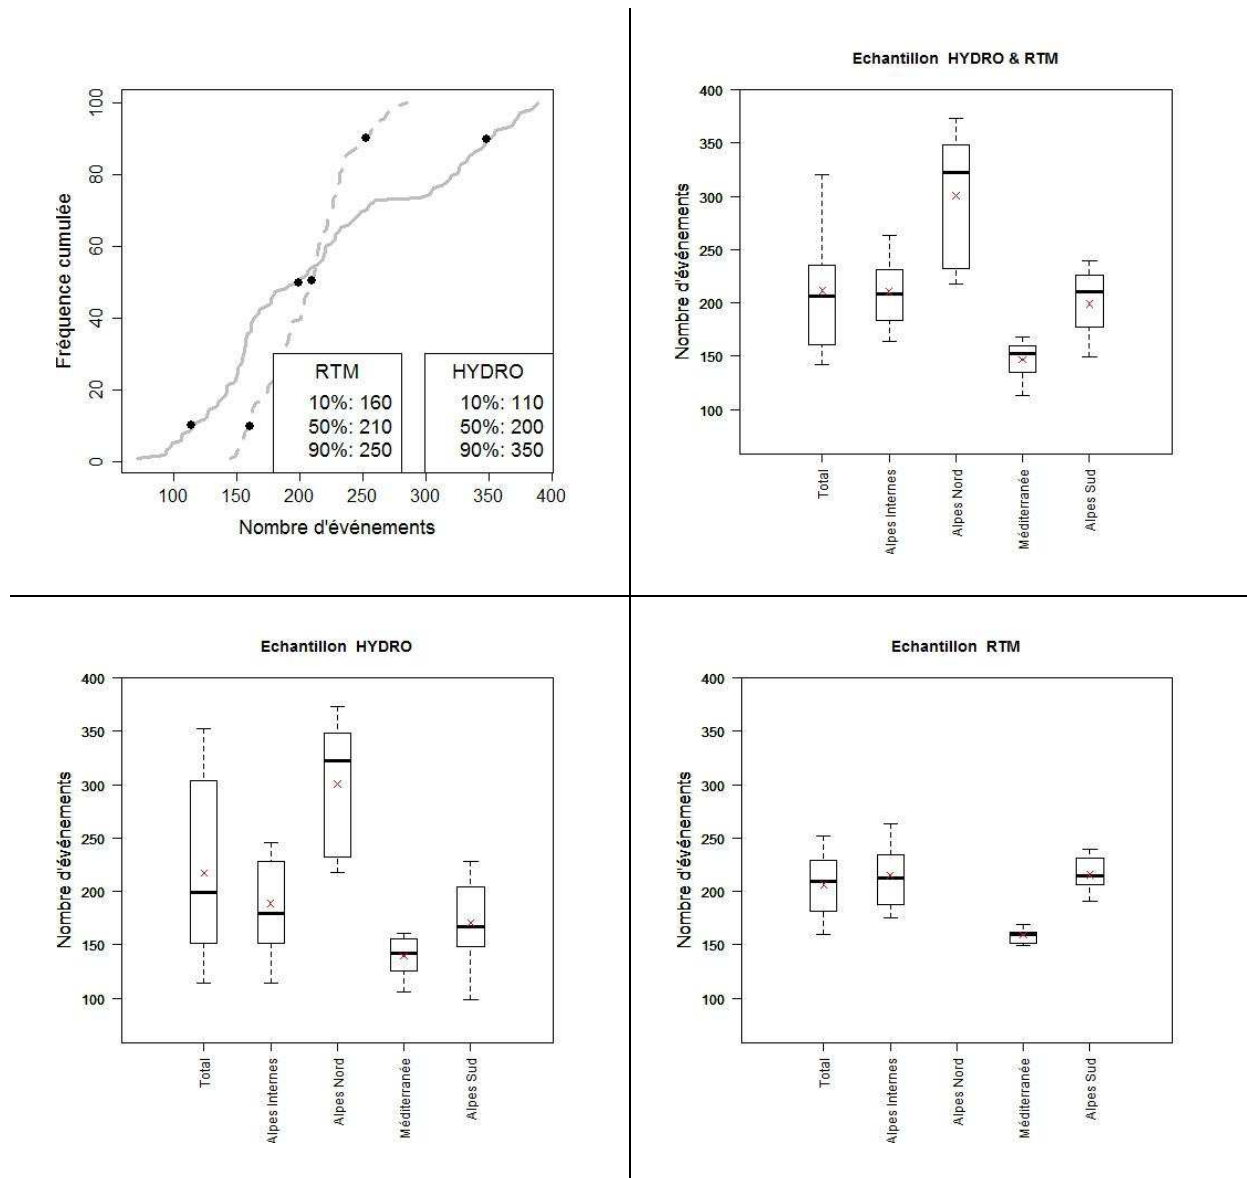 Fréquence cumulée
100
80
60
40
20
0
RTM
10%: 160
50%: 210
90%: 250
HYDRO
10%: 110
50%: 200
90%: 350
100 150 200 250 300 350 400
Nombre d'événements
Echantillon HYDRO & RTM
Nombre d'événements
400
350
300
250
200
150
100
Total
Alpes Internes
Alpes Nord
Méditerranée
Alpes Sud
Echantillon HYDRO
Nombre d'événements
400
350
300
250
200
150
100
Total
Alpes Internes
Alpes Nord
Méditerranée
Alpes Sud
Echantillon RTM
Nombre d'événements
400
350
300
250
200
150
100
Total
Alpes Internes
Alpes Nord
Méditerranée
Alpes Sud